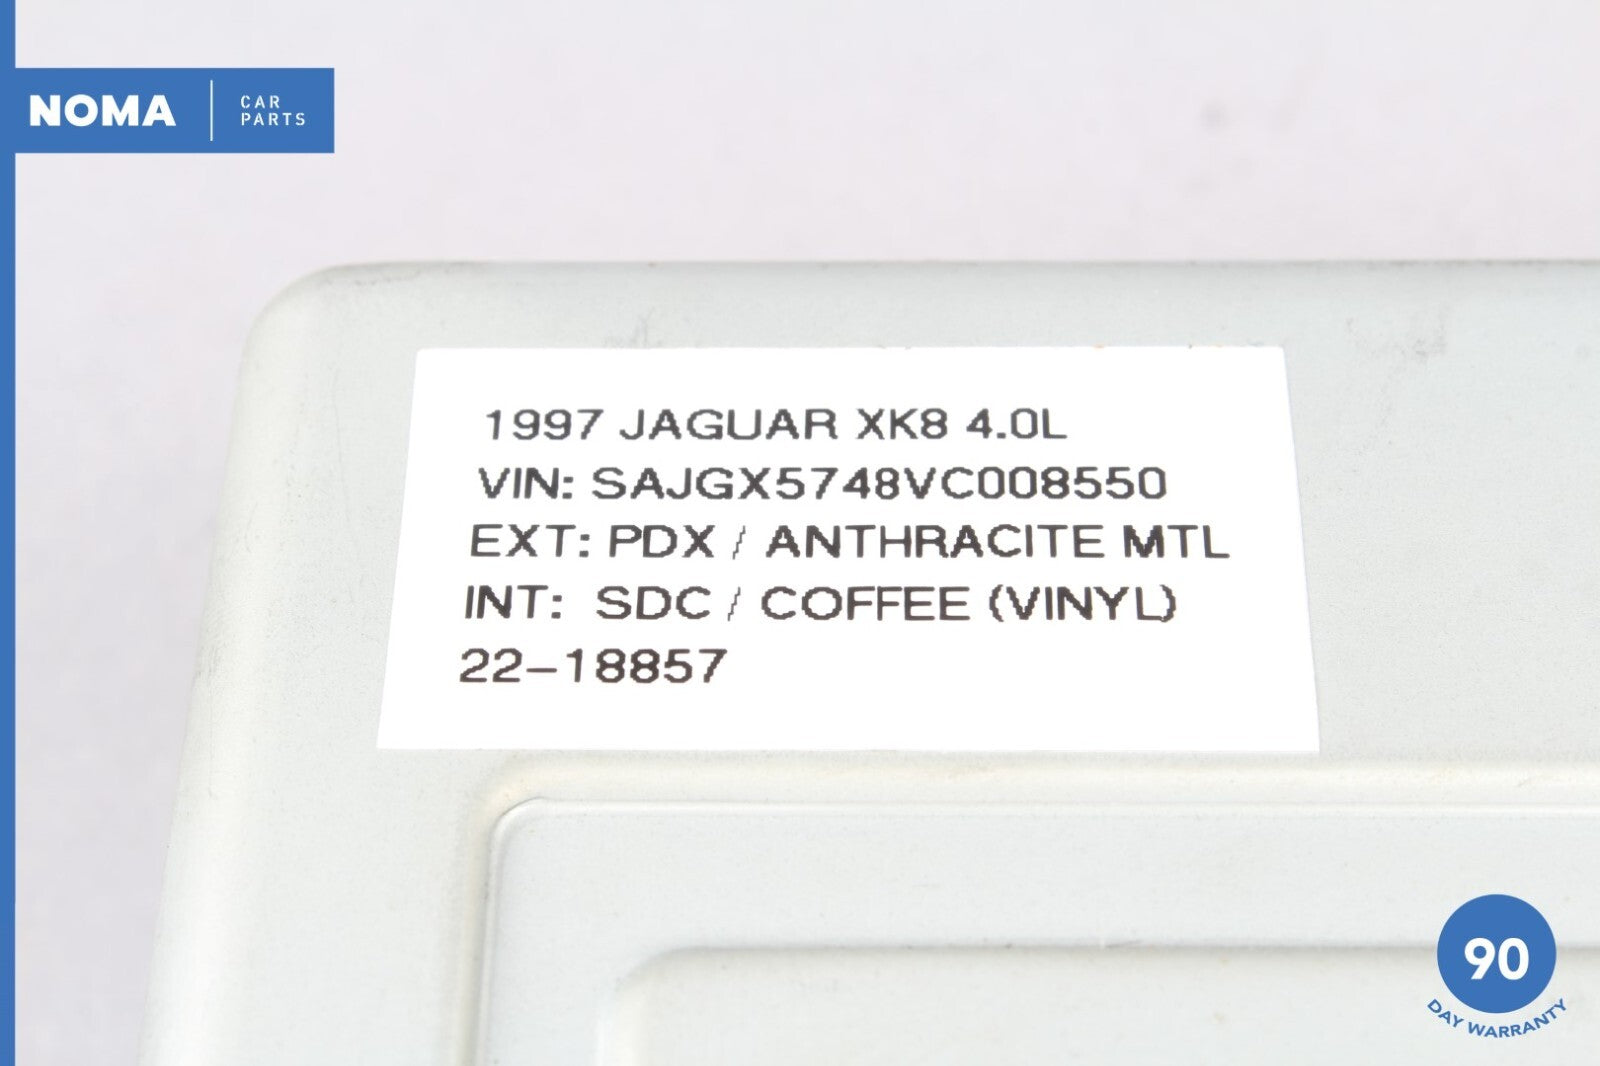 NOMA
CAR
PARTS
1997 JAGUAR XK8 4.0L
VIN: SAJGX5748VC008550
EXT: PDX / ANTHRACITE MTL
INT: SDC / COFFEE (VINYL)
22-18857
90
DAY WARRANTY